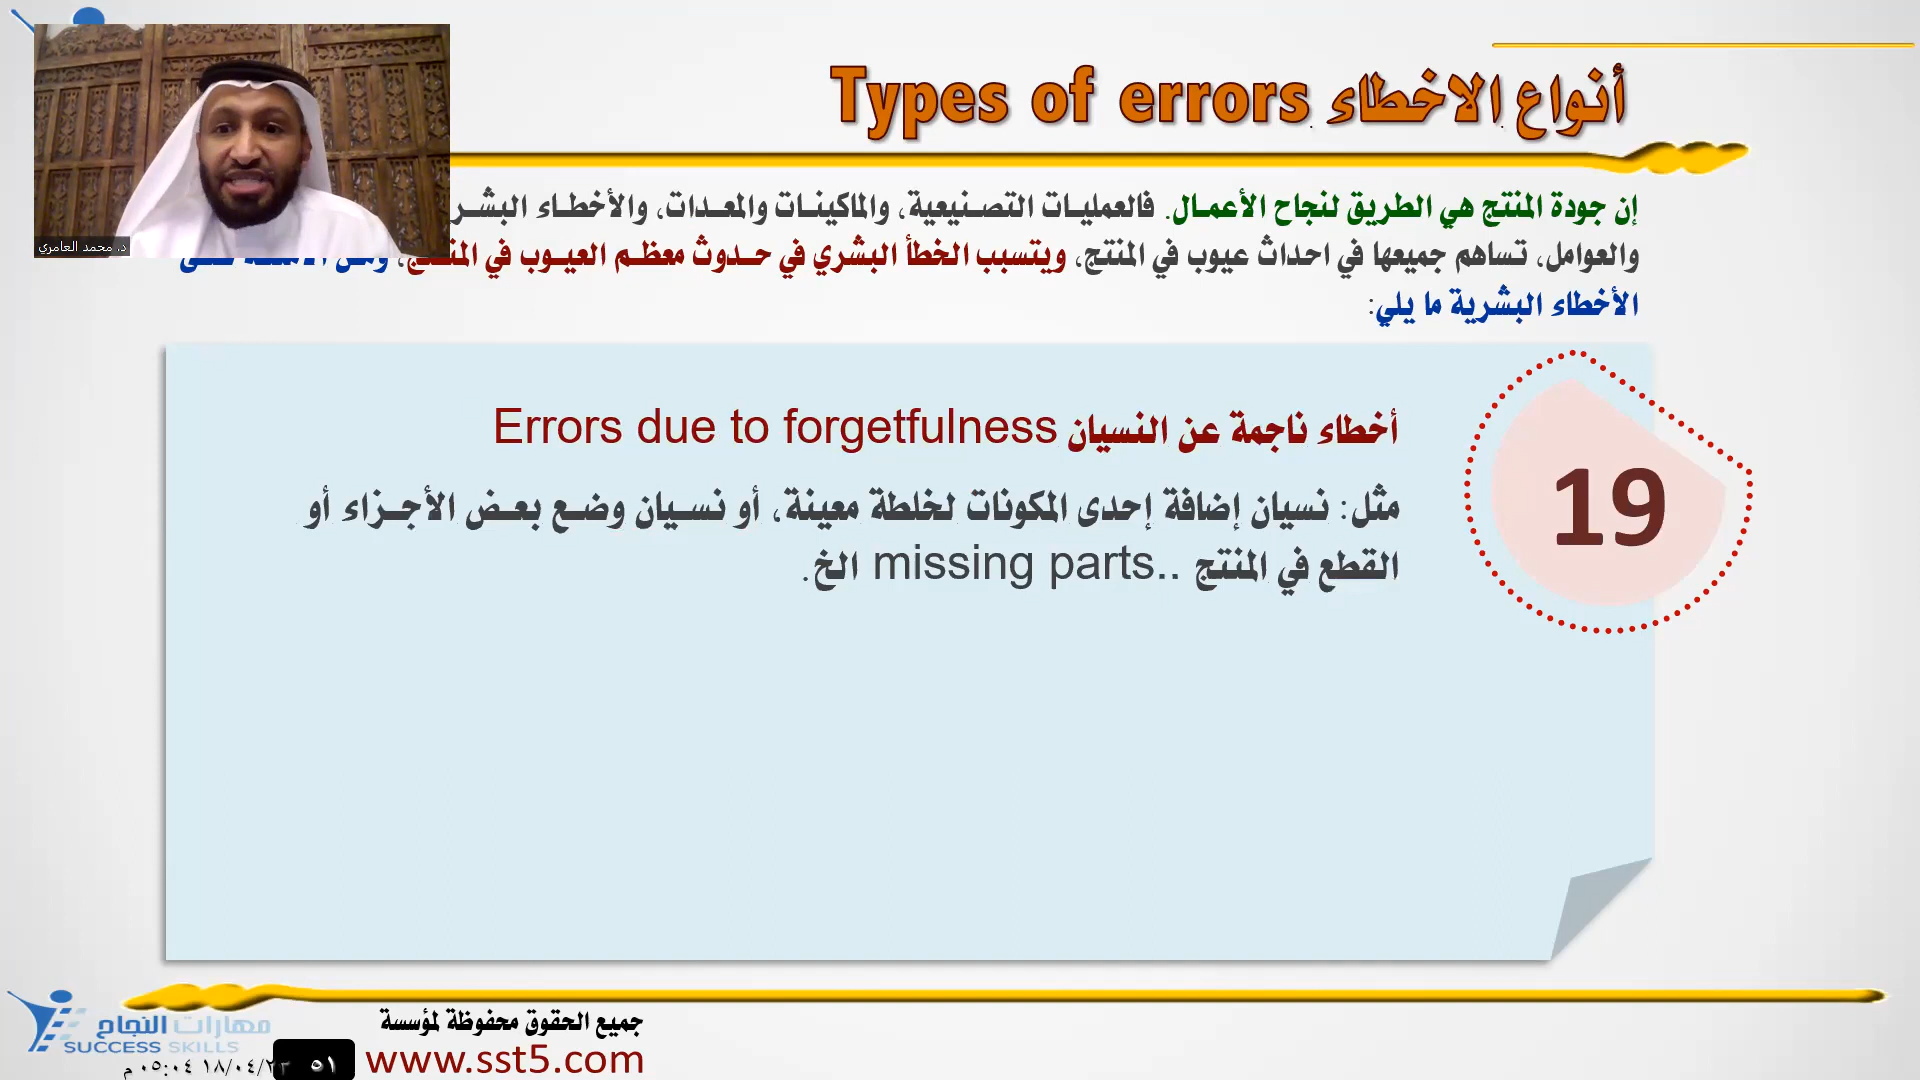 أنواع الاخطاء Types of errors
إن جودة المنتج هي الطريق لنجاح الأعمال. فالعمليات التصنيعية، والماكينات والمعدات، والأخطاء
والعوامل، تساهم جميعها في احداث عيوب في المنتج، ويتسبب الخطأ البشري في حدوث معظم العيوب في المنتج،
الأخطاء البشرية ما يلي:
د. محمد العامري
19
أخطاء ناجمة عن النسيان Errors due to forgetfulness
مثل: نسيان إضافة إحدى المكونات لخلطة معينة، أو نسيان وضع بعض الأجزاء أو
القطع في المنتج .. missing parts الخ.
جميع الحقوق محفوظة لمؤسسة
www.sst5.com
مهارات النجاح
SUCCESS SKILLS
٥١
٠٥:٠٤ م